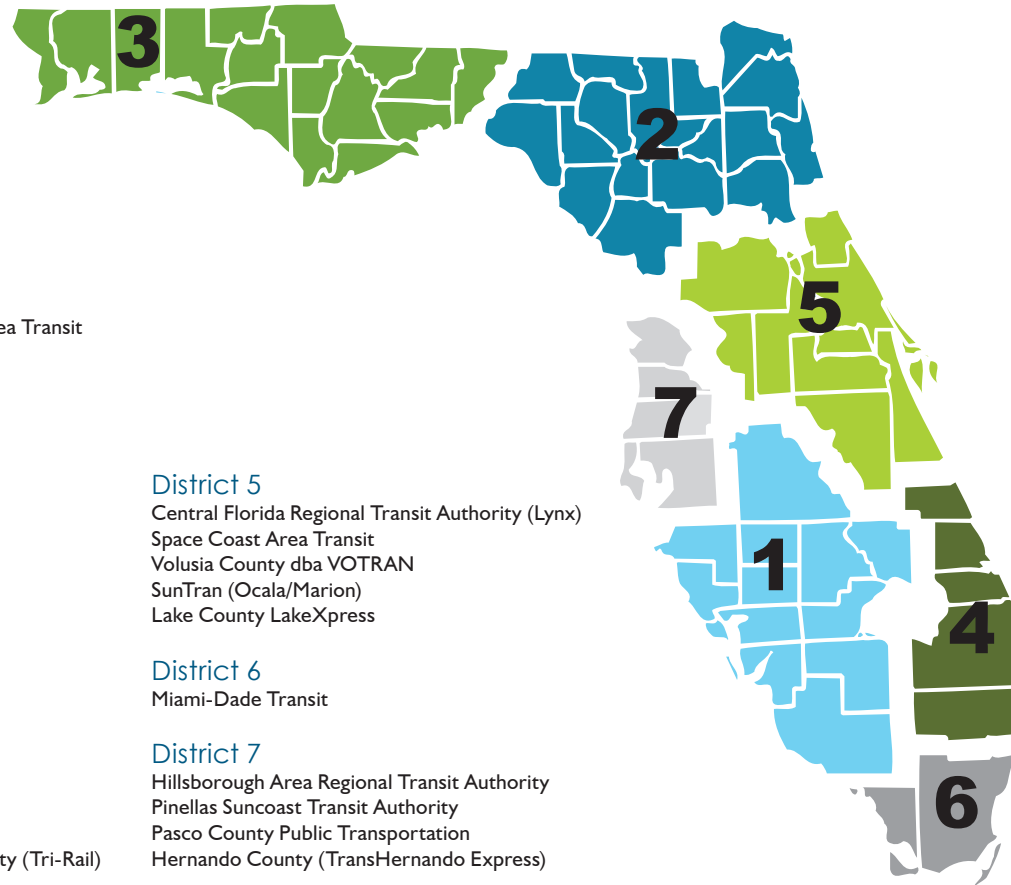 3
2
5
ea Transit
7
District 5
Central Florida Regional Transit Authority (Lynx)
Space Coast Area Transit
Volusia County dba VOTRAN
SunTran (Ocala/Marion)
Lake County LakeXpress
1
4
District 6
Miami-Dade Transit
District 7
Hillsborough Area Regional Transit Authority
Pinellas Suncoast Transit Authority
Pasco County Public Transportation
Hernando County (TransHernando Express)
6
ty (Tri-Rail)